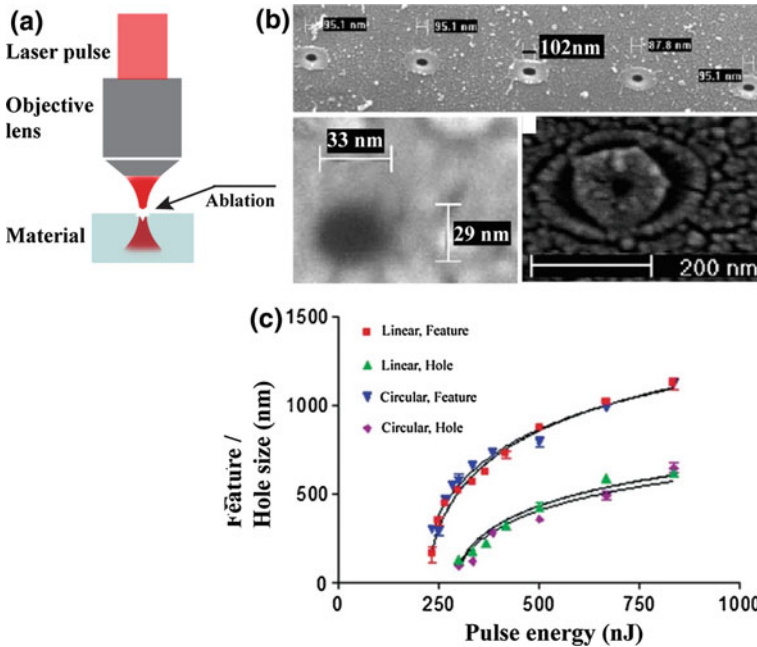 (a)
Laser pulse
Objective
lens
Ablation
Material
(b)
95.1 nm
95.1 nm
102nm
87.8 nm
95.1 nm
33 nm
29 nm
200 nm
(c)
1500
1000
500
0
Feature /
Hole size (nm)
Linear, Feature
Linear, Hole
Circular, Feature
Circular, Hole
0 250 500 750 1000
Pulse energy (nJ)